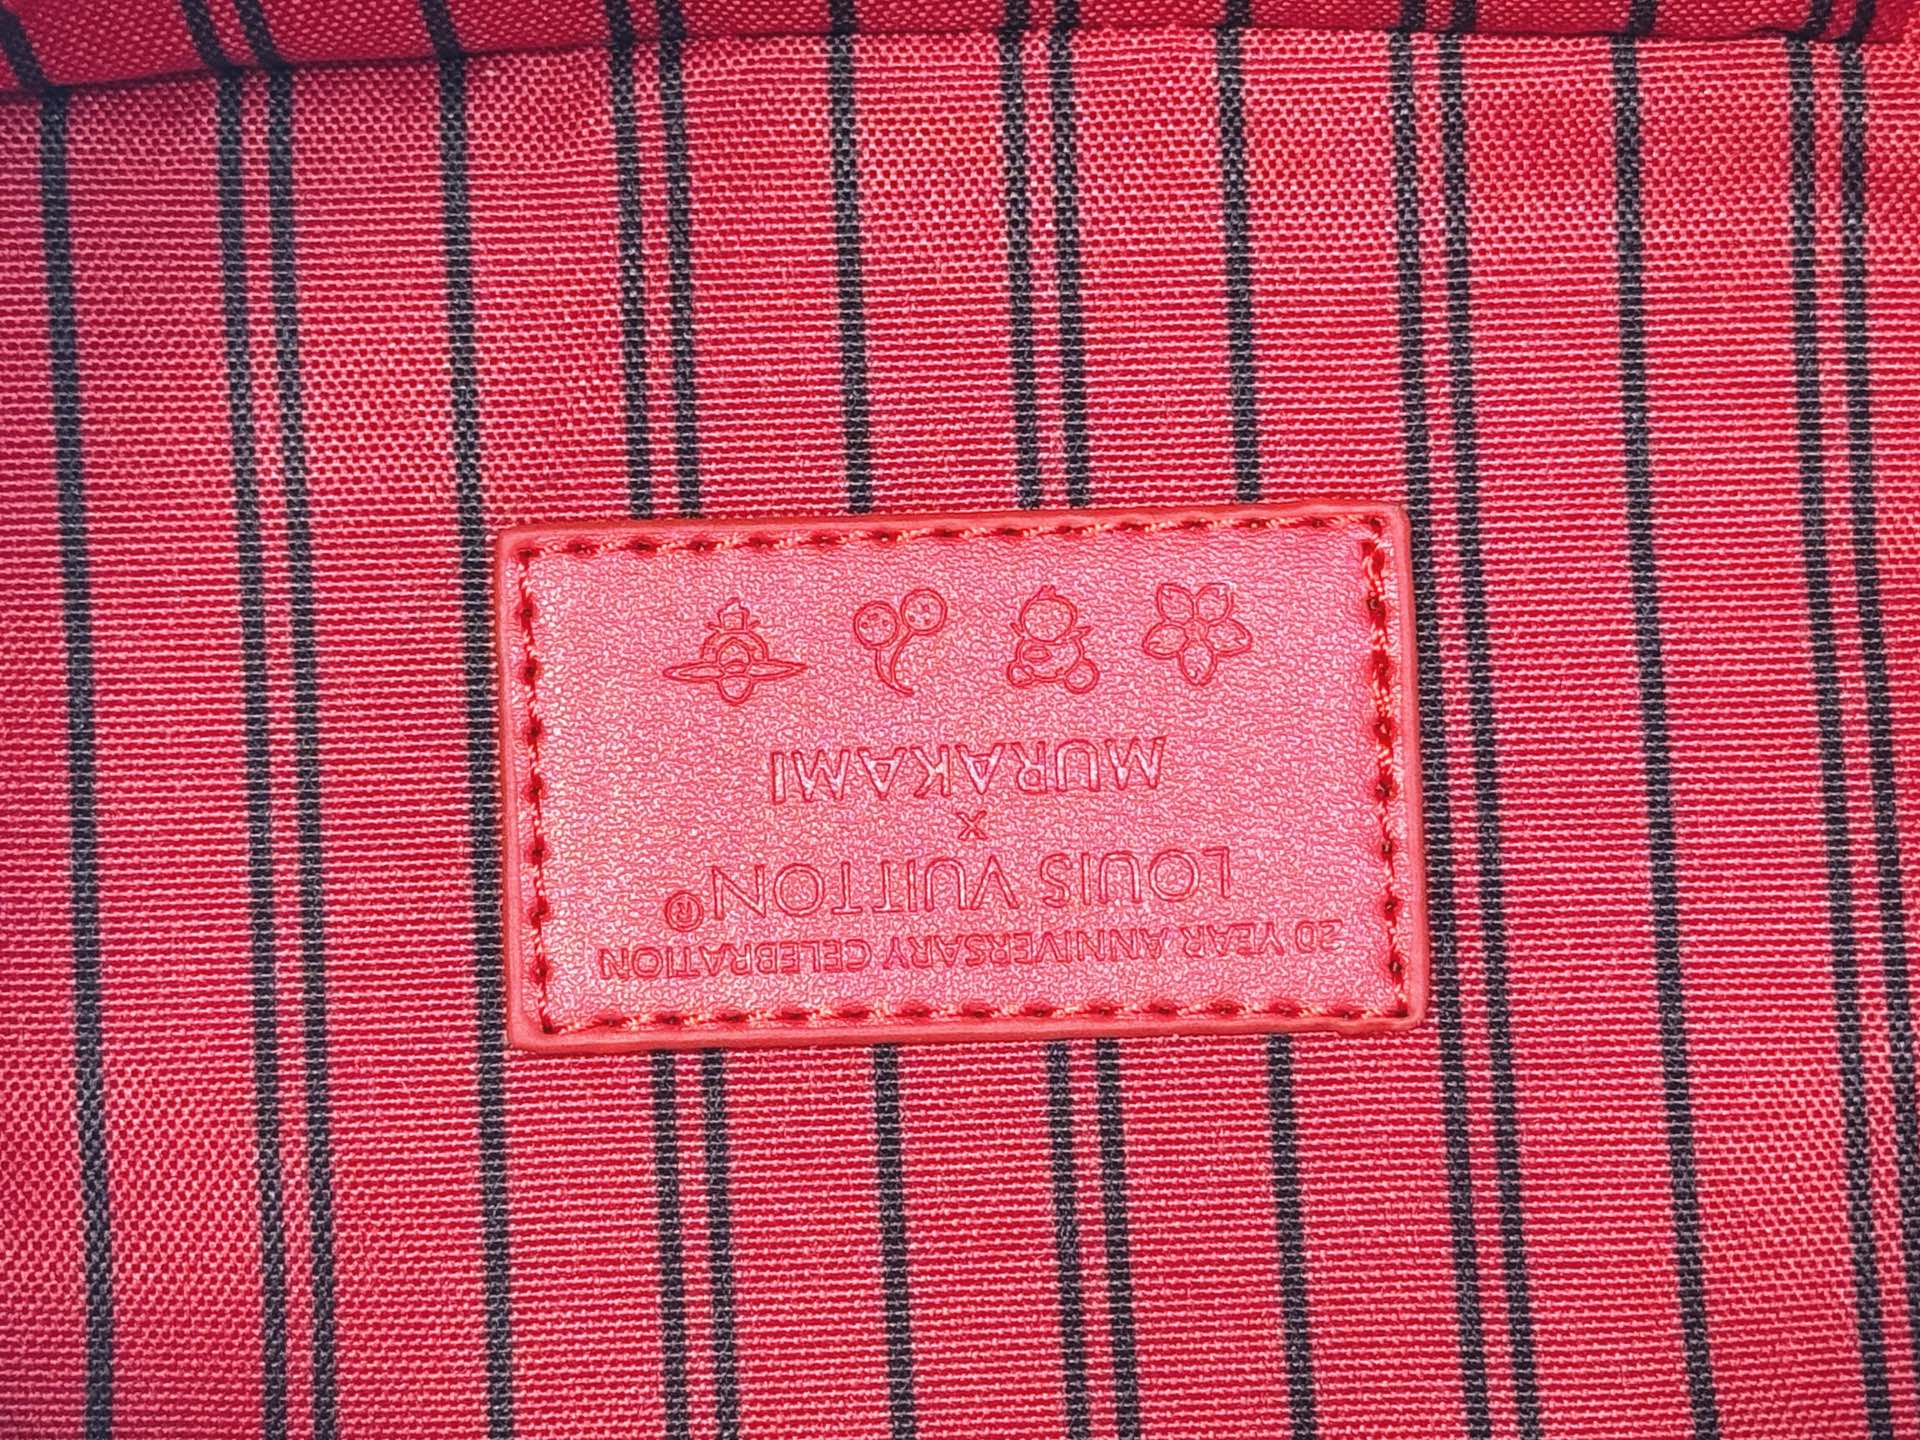 20 YEAR ANNIVERSARY CELEBRATION
LOUIS VUITTON®
x
MURAKAMI